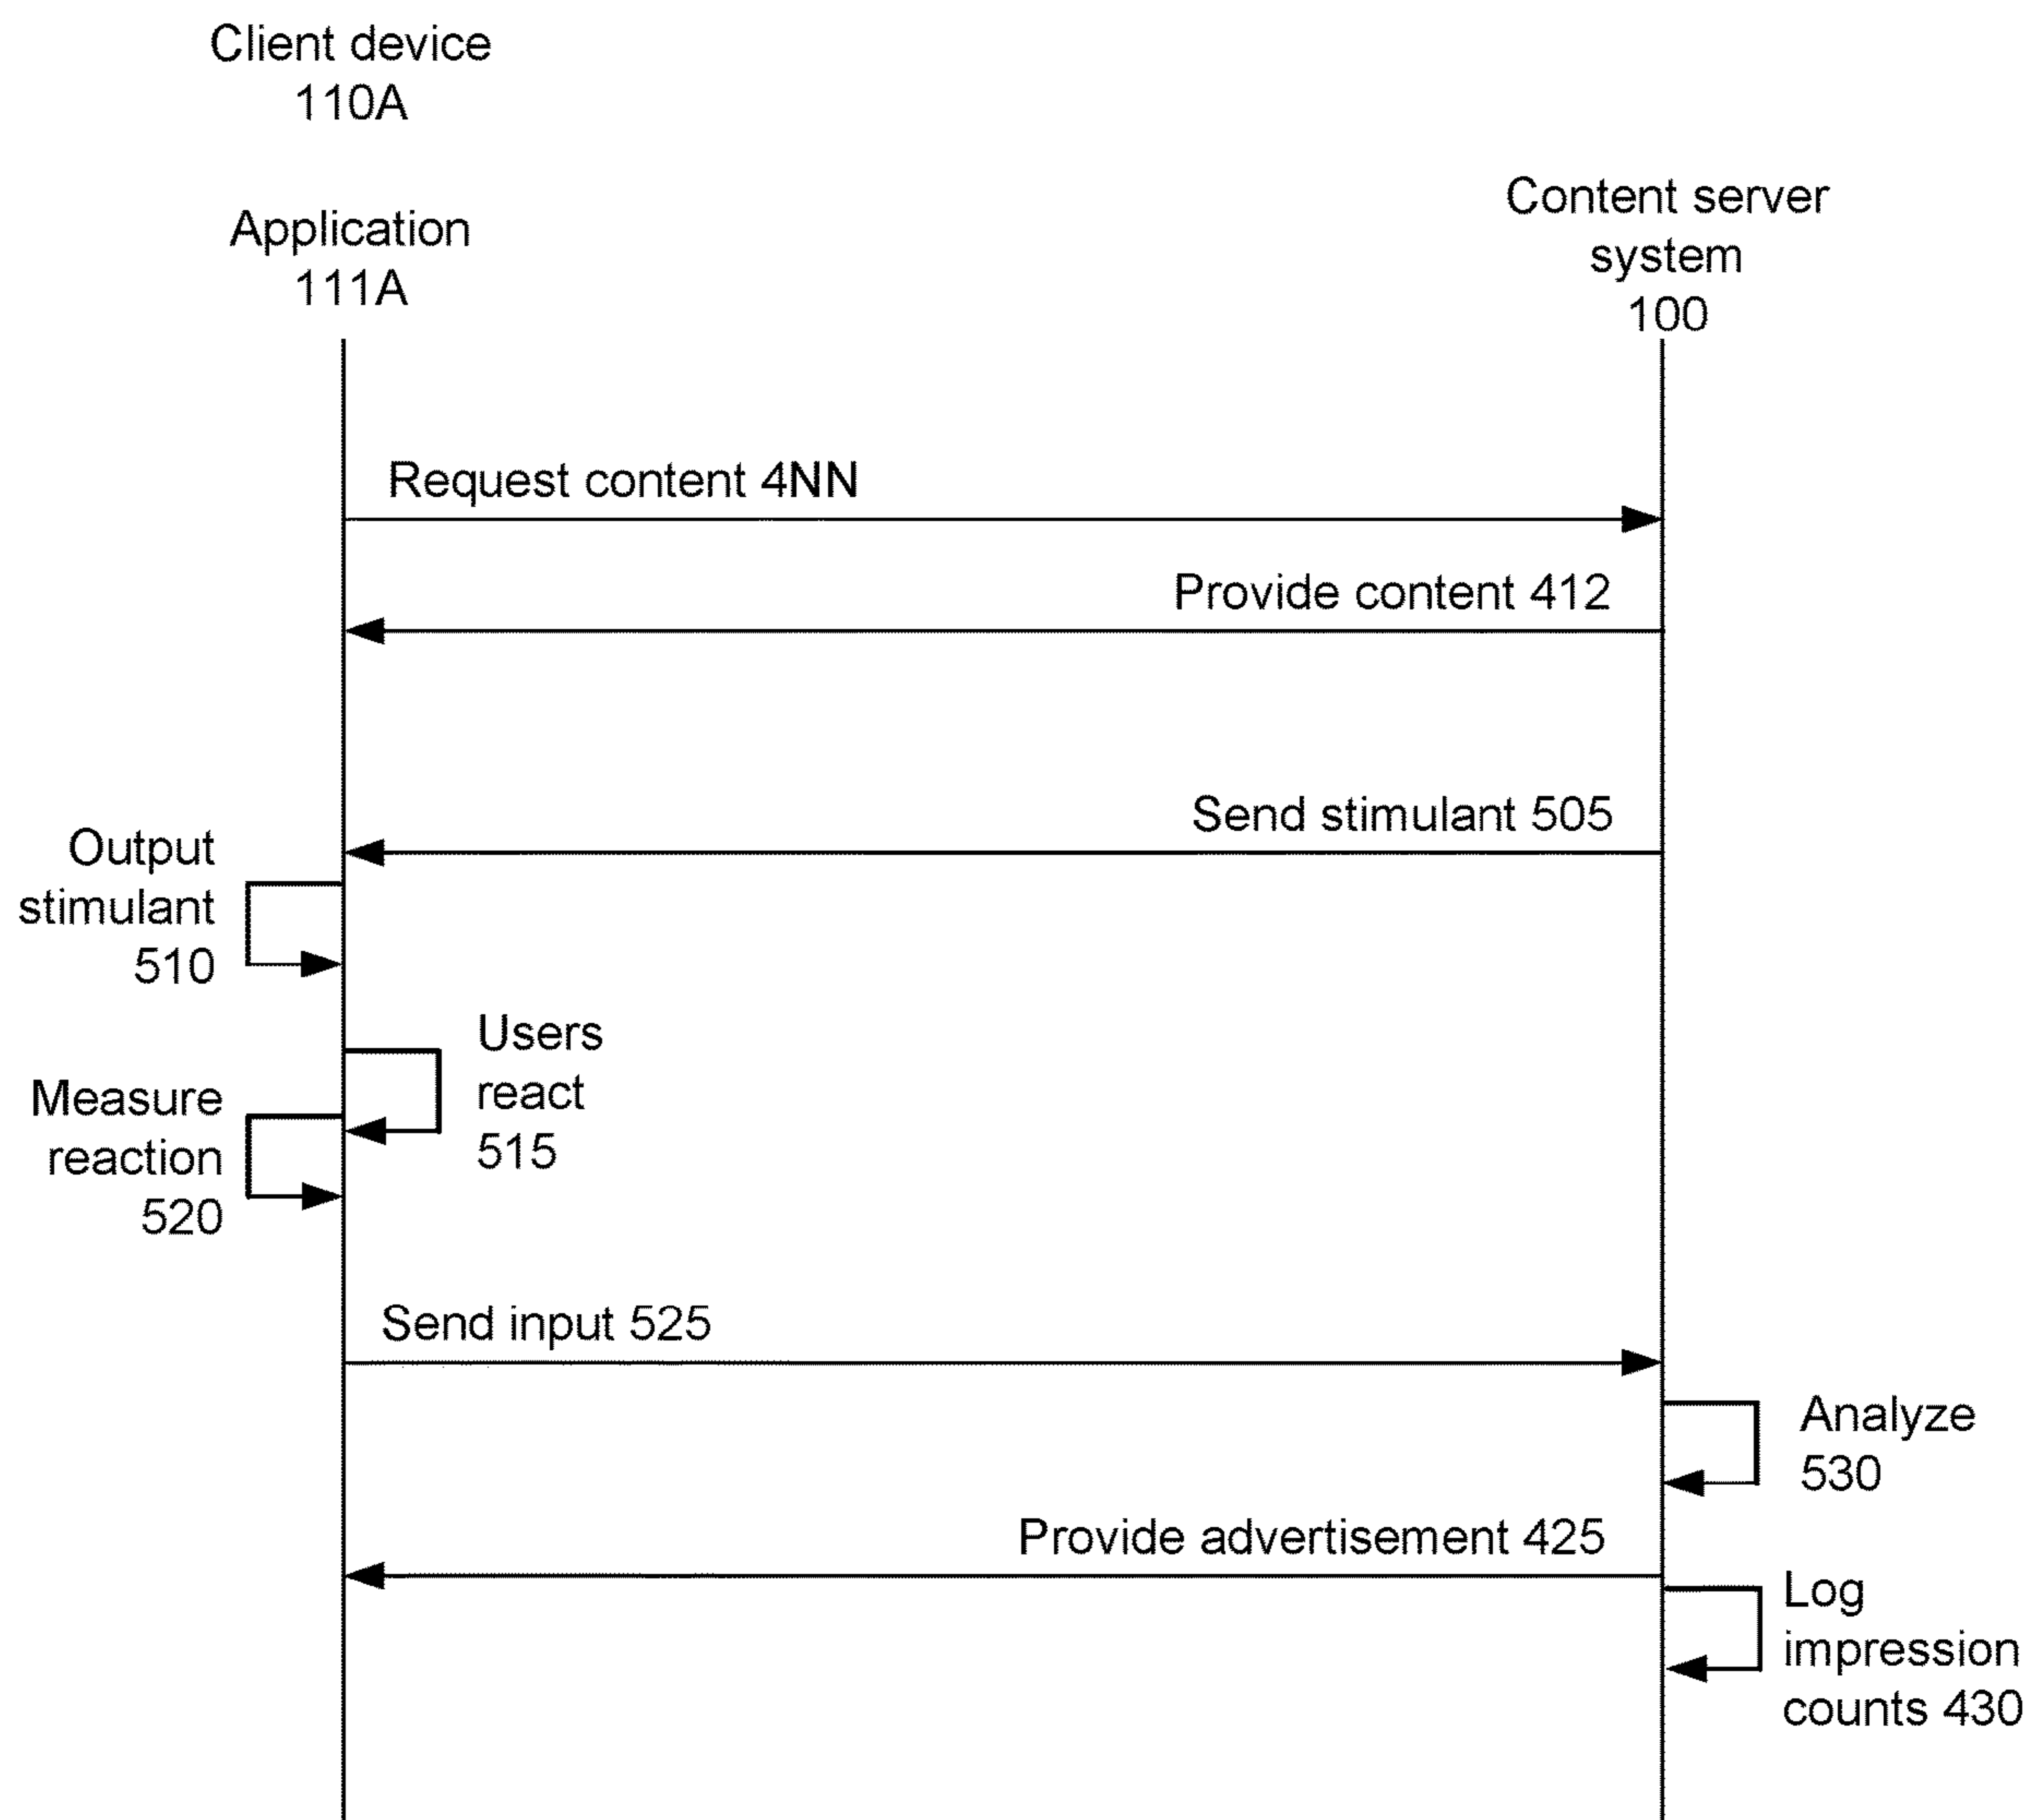 Client device
110A
Application
111A
Content server
system
100
Request content 4NN
Provide content 412
Send stimulant 505
Output
stimulant
510
Users
react
515
Measure
reaction
520
Send input 525
Analyze
530
Provide advertisement 425
Log
impression
counts 430